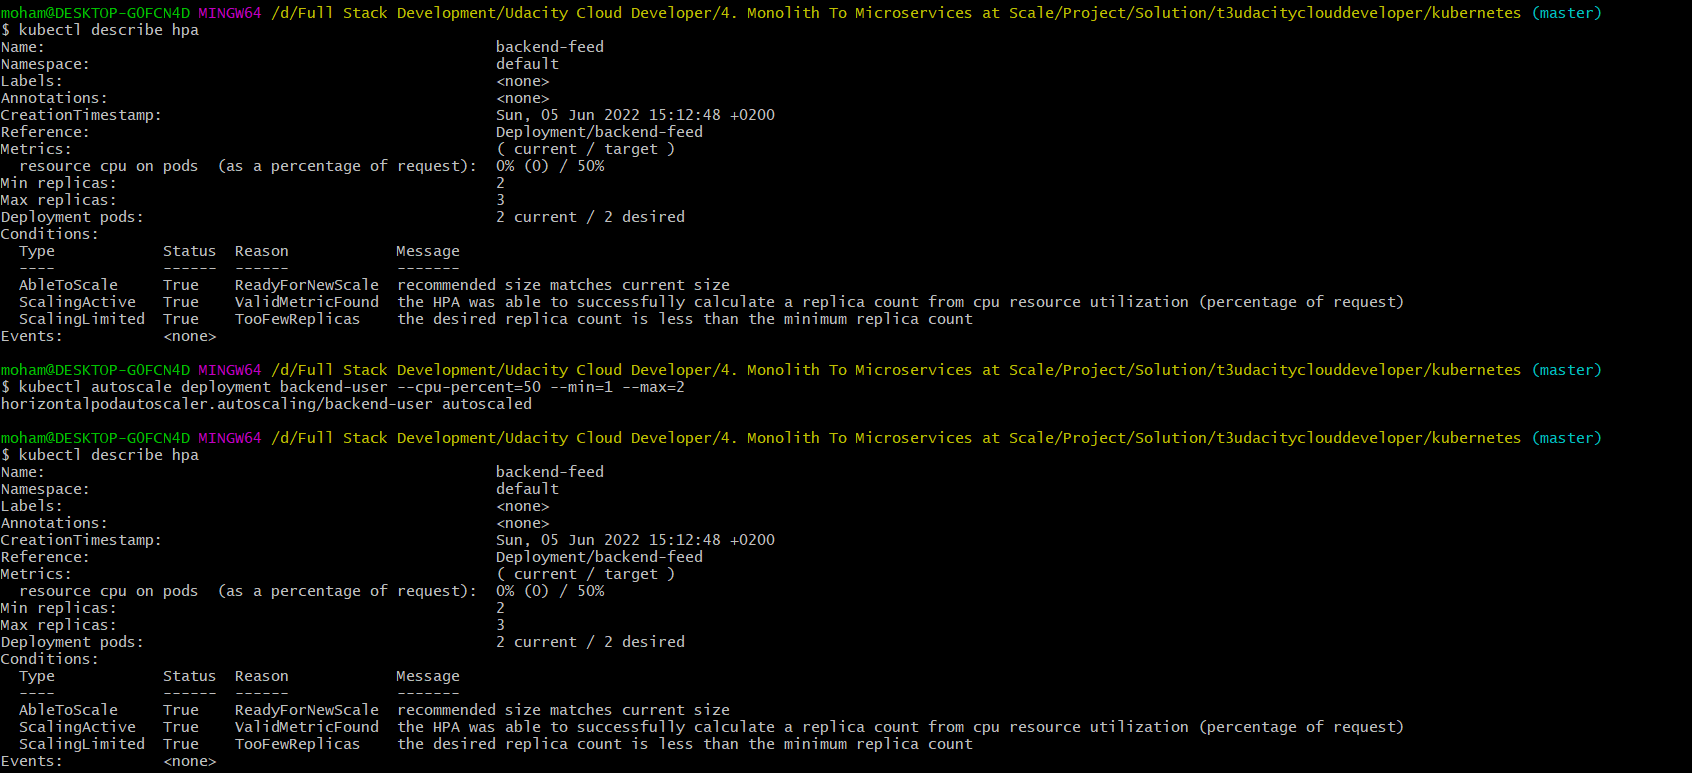 moham@DESKTOP-G0FCN4D MINGW64 /d/Full Stack Development/Udacity Cloud Developer/4. Monolith To Microservices at Scale/Project/Solution/t3udacityclouddeveloper/kubernetes (master)
$ kubectl describe hpa
Name:                                                  backend-feed
Namespace:                                             default
Labels:                                                <none>
Annotations:                                           <none>
CreationTimestamp:                                     Sun, 05 Jun 2022 15:12:48 +0200
Reference:                                             Deployment/backend-feed
Metrics:                                               ( current / target )
  resource cpu on pods  (as a percentage of request):  0% (0) / 50%
Min replicas:                                          2
Max replicas:                                          3
Deployment pods:                                       2 current / 2 desired
Conditions:
  Type            Status  Reason            Message
  ----            ------  ------            -------
  AbleToScale     True    ReadyForNewScale  recommended size matches current size
  ScalingActive   True    ValidMetricFound  the HPA was able to successfully calculate a replica count from cpu resource utilization (percentage of request)
  ScalingLimited  True    TooFewReplicas    the desired replica count is less than the minimum replica count
Events:           <none>
moham@DESKTOP-G0FCN4D MINGW64 /d/Full Stack Development/Udacity Cloud Developer/4. Monolith To Microservices at Scale/Project/Solution/t3udacityclouddeveloper/kubernetes (master)
$ kubectl autoscale deployment backend-user --cpu-percent=50 --min=1 --max=2
horizontalpodautoscaler.autoscaling/backend-user autoscaled
moham@DESKTOP-G0FCN4D MINGW64 /d/Full Stack Development/Udacity Cloud Developer/4. Monolith To Microservices at Scale/Project/Solution/t3udacityclouddeveloper/kubernetes (master)
$ kubectl describe hpa
Name:                                                  backend-feed
Namespace:                                             default
Labels:                                                <none>
Annotations:                                           <none>
CreationTimestamp:                                     Sun, 05 Jun 2022 15:12:48 +0200
Reference:                                             Deployment/backend-feed
Metrics:                                               ( current / target )
  resource cpu on pods  (as a percentage of request):  0% (0) / 50%
Min replicas:                                          2
Max replicas:                                          3
Deployment pods:                                       2 current / 2 desired
Conditions:
  Type            Status  Reason            Message
  ----            ------  ------            -------
  AbleToScale     True    ReadyForNewScale  recommended size matches current size
  ScalingActive   True    ValidMetricFound  the HPA was able to successfully calculate a replica count from cpu resource utilization (percentage of request)
  ScalingLimited  True    TooFewReplicas    the desired replica count is less than the minimum replica count
Events:           <none>